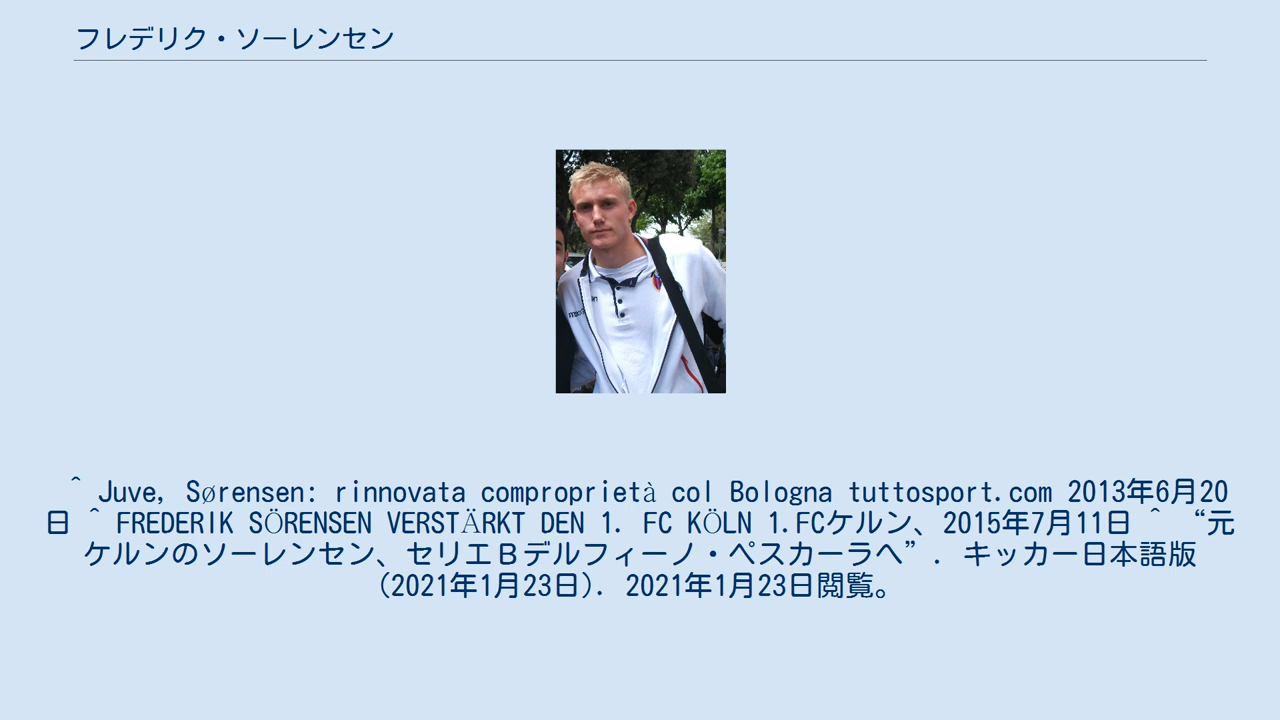 フレデリク・ソーレンセン
^ Juve, Sørensen: rinnovata comproprietà col Bologna tuttosport.com 2013年6月20
日 ^ FREDERIK SÖRENSEN VERSTÄRKT DEN 1. FC KÖLN 1.FCケルン、2015年7月11日 ^ “元
ケルンのソーレンセン、セリエＢデルフィーノ・ペスカーラへ”. キッカー日本語版
(2021年1月23日). 2021年1月23日閲覧。